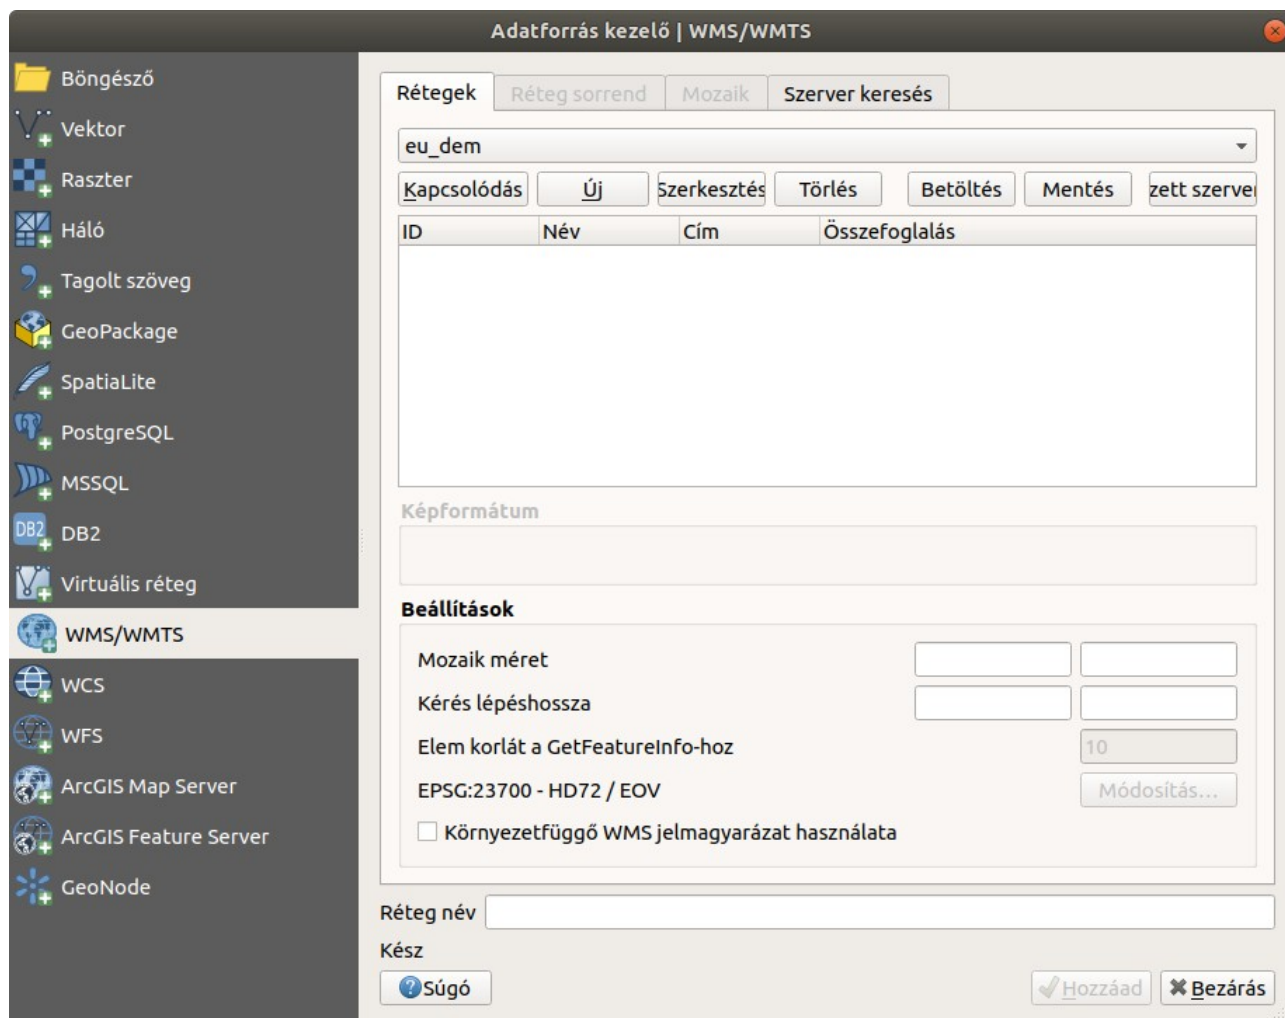 Adatforrás kezelő | WMS/WMTS
Böngésző
Vektor
Raszter
Háló
Tagolt szöveg
GeoPackage
SpatiaLite
PostgreSQL
MSSQL
DB2 DB2
Virtuális réteg
WMS/WMTS
WCS
WFS
ArcGIS Map Server
ArcGIS Feature Server
GeoNode
Rétegek Réteg sorrend Mozaik Szerver keresés
eu_dem
Kapcsolódás Új Szerkesztés Törlés Betöltés Mentés zett szerver
ID Név Cím Összefoglalás
Képformátum
Beállítások
Mozaik méret
Kérés lépéshossza
Elem korlát a GetFeatureInfo-hoz 10
EPSG:23700 - HD72 / EOV Módosítás...
Környezetfüggő WMS jelmagyarázat használata
Réteg név
Kész
Súgó Hozzáad Bezárás